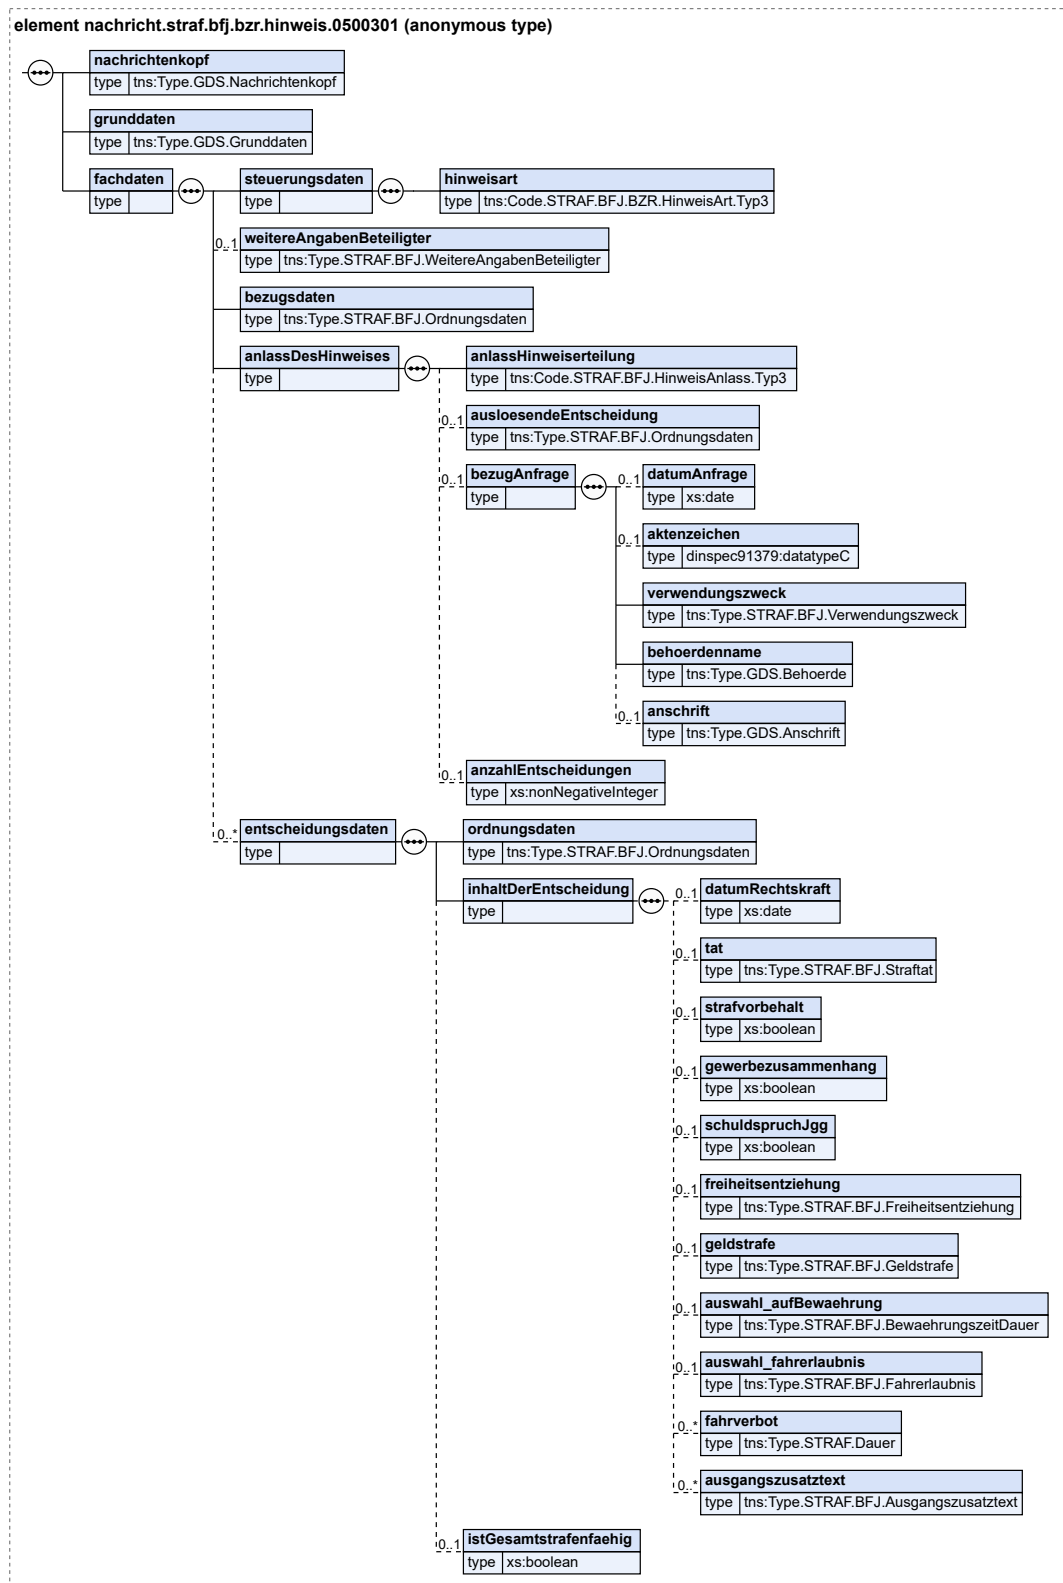 element nachricht.straf.bfj.bzr.hinweis.0500301 (anonymous type)
nachrichtenkopf
type tns:Type.GDS.Nachrichtenkopf
grunddaten
type tns:Type.GDS.Grunddaten
fachdaten
type
steuerungsdaten
type
hinweisart
type tns:Code.STRAF.BFJ.BZR.HinweisArt.Typ3
0..1
weitereAngabenBeteiligter
type tns:Type.STRAF.BFJ.WeitereAngabenBeteiligter
bezugsdaten
type tns:Type.STRAF.BFJ.Ordnungsdaten
anlassDesHinweises
type
anlassHinweiserteilung
type tns:Code.STRAF.BFJ.HinweisAnlass.Typ3
0..1
ausloesendeEntscheidung
type tns:Type.STRAF.BFJ.Ordnungsdaten
0..1
bezugAnfrage
type
0..1
datumAnfrage
type xs:date
0..1
aktenzeichen
type dinspec91379:datatypeC
verwendungszweck
type tns:Type.STRAF.BFJ.Verwendungszweck
behoerdenname
type tns:Type.GDS.Behoerde
0..1
anschrift
type tns:Type.GDS.Anschrift
0..1
anzahlEntscheidungen
type xs:nonNegativeInteger
0..*
entscheidungsdaten
type
ordnungsdaten
type tns:Type.STRAF.BFJ.Ordnungsdaten
inhaltDerEntscheidung
type
0..1
datumRechtskraft
type xs:date
0..1
tat
type tns:Type.STRAF.BFJ.Straftat
0..1
strafvorbehalt
type xs:boolean
0..1
gewerbezusammenhang
type xs:boolean
0..1
schuldspruchJgg
type xs:boolean
0..1
freiheitsentziehung
type tns:Type.STRAF.BFJ.Freiheitsentziehung
0..1
geldstrafe
type tns:Type.STRAF.BFJ.Geldstrafe
0..1
auswahl_aufBewaehrung
type tns:Type.STRAF.BFJ.BewaehrungszeitDauer
0..1
auswahl_fahrerlaubnis
type tns:Type.STRAF.BFJ.Fahrerlaubnis
0..*
fahrverbot
type tns:Type.STRAF.Dauer
0..*
ausgangszusatztext
type tns:Type.STRAF.BFJ.Ausgangszusatztext
0..1
istGesamtstrafenfaehig
type xs:boolean